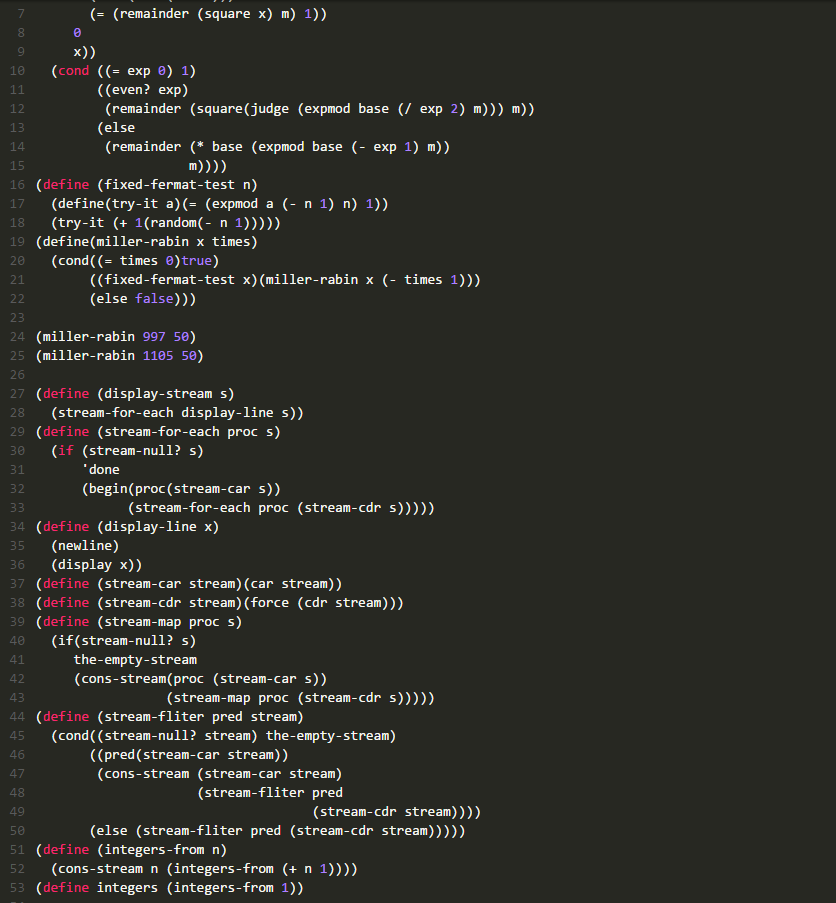 7 (= (remainder (square x) m) 1))
8 0
9 x))
10 (cond ((= exp 0) 1)
11 ((even? exp)
12 (remainder (square(judge (expmod base (/ exp 2) m))) m))
13 (else
14 (remainder (* base (expmod base (- exp 1) m))
15 m))))
16 (define (fixed-fermat-test n)
17 (define(try-it a)(= (expmod a (- n 1) n) 1))
18 (try-it (+ 1(random(- n 1)))))
19 (define(miller-rabin x times)
20 (cond((= times 0)true)
21 ((fixed-fermat-test x)(miller-rabin x (- times 1)))
22 (else false)))
23
24 (miller-rabin 997 50)
25 (miller-rabin 1105 50)
26
27 (define (display-stream s)
28 (stream-for-each display-line s))
29 (define (stream-for-each proc s)
30 (if (stream-null? s)
31 'done
32 (begin(proc(stream-car s))
33 (stream-for-each proc (stream-cdr s)))))
34 (define (display-line x)
35 (newline)
36 (display x))
37 (define (stream-car stream)(car stream))
38 (define (stream-cdr stream)(force (cdr stream)))
39 (define (stream-map proc s)
40 (if(stream-null? s)
41 the-empty-stream
42 (cons-stream(proc (stream-car s))
43 (stream-map proc (stream-cdr s)))))
44 (define (stream-fliter pred stream)
45 (cond((stream-null? stream) the-empty-stream)
46 ((pred(stream-car stream))
47 (cons-stream (stream-car stream)
48 (stream-fliter pred
49 (stream-cdr stream))))
50 (else (stream-fliter pred (stream-cdr stream)))))
51 (define (integers-from n)
52 (cons-stream n (integers-from (+ n 1))))
53 (define integers (integers-from 1))